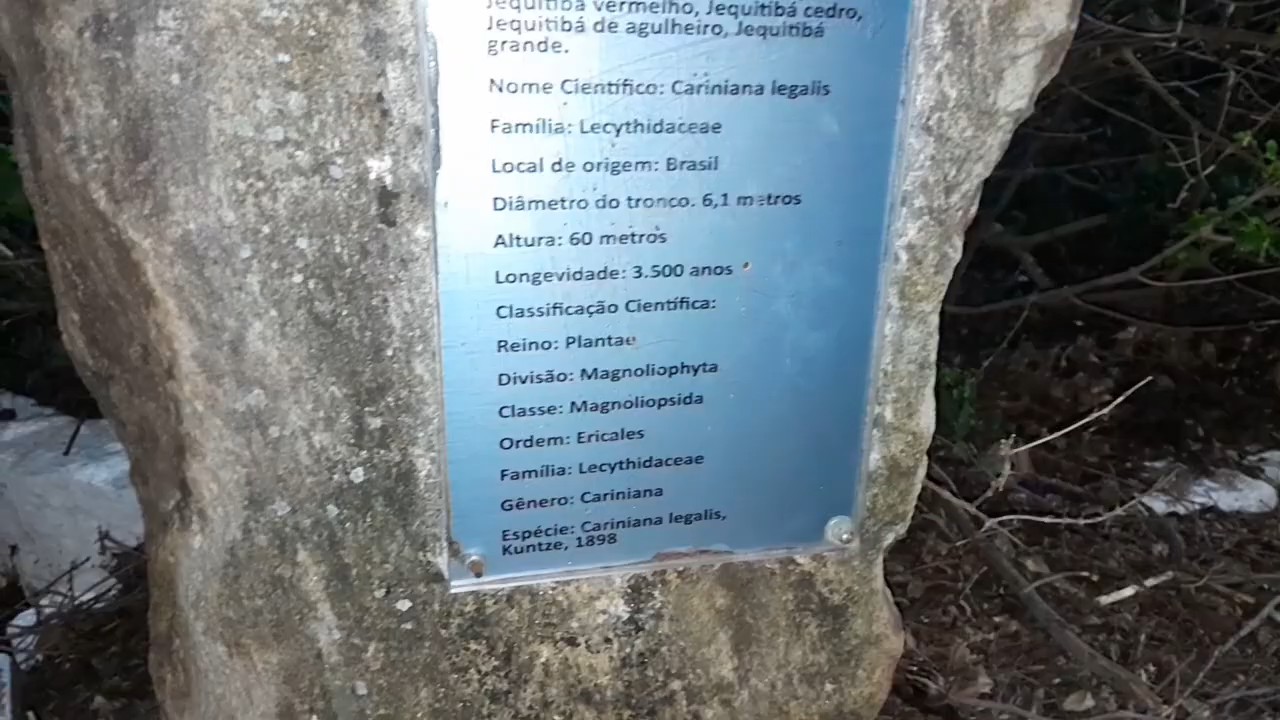 Jequitibá vermelho, Jequitibá cedro,
Jequitibá de agulheiro, Jequitibá
grande.
Nome Científico: Cariniana legalis
Família: Lecythidaceae
Local de origem: Brasil
Diâmetro do tronco. 6,1 metros
Altura: 60 metros
Longevidade: 3.500 anos
Classificação Científica:
Reino: Plantae
Divisão: Magnoliophyta
Classe: Magnoliopsida
Ordem: Ericales
Família: Lecythidaceae
Gênero: Cariniana
Espécie: Cariniana legalis,
Kuntze, 1898